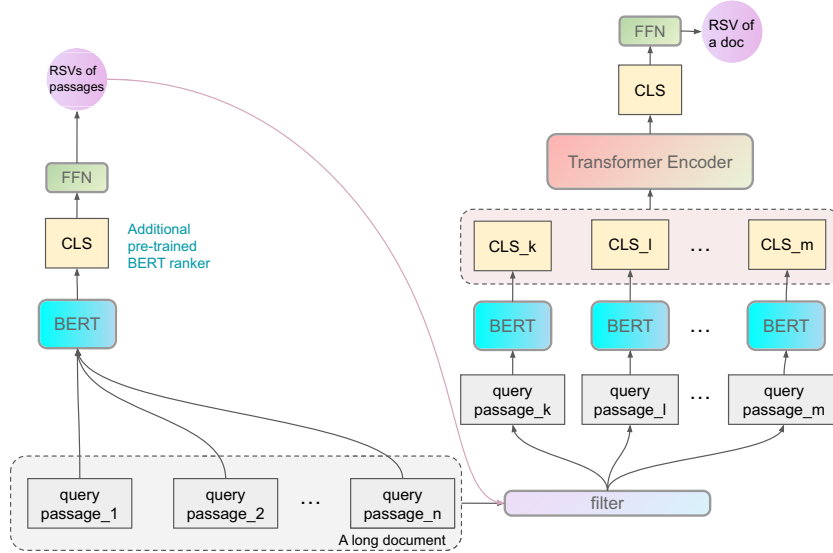 RSVs of
passages
FFN
CLS
Additional
pre-trained
BERT ranker
BERT
query
passage_1
query
passage_2
...
query
passage_n
A long document
FFN
RSV of
a doc
CLS
Transformer Encoder
CLS_k
CLS_l
...
CLS_m
BERT
BERT
...
BERT
query
passage_k
query
passage_l
...
query
passage_m
filter